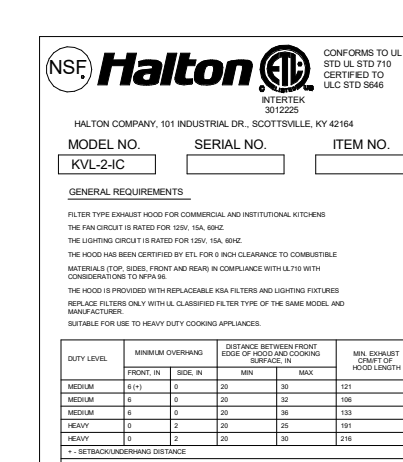 NSF
Halton
ETL
C LISTED US
INTERTEK
3012225
CONFORMS TO UL
STD UL STD 710
CERTIFIED TO
ULC STD S646
HALTON COMPANY, 101 INDUSTRIAL DR., SCOTTSVILLE, KY 42164
MODEL NO. SERIAL NO. ITEM NO.
KVL-2-IC
GENERAL REQUIREMENTS
FILTER TYPE EXHAUST HOOD FOR COMMERCIAL AND INSTITUTIONAL KITCHENS
THE FAN CIRCUIT IS RATED FOR 125V, 15A, 60HZ.
THE LIGHTING CIRCUIT IS RATED FOR 125V, 15A, 60HZ.
THE HOOD HAS BEEN CERTIFIED BY ETL FOR 0 INCH CLEARANCE TO COMBUSTIBLE
MATERIALS (TOP, SIDES, FRONT AND REAR) IN COMPLIANCE WITH UL710 WITH
CONSIDERATIONS TO NFPA 96.
THE HOOD IS PROVIDED WITH REPLACEABLE KSA FILTERS AND LIGHTING FIXTURES
REPLACE FILTERS ONLY WITH UL CLASSIFIED FILTER TYPE OF THE SAME MODEL AND
MANUFACTURER.
SUITABLE FOR USE TO HEAVY DUTY COOKING APPLIANCES.
DUTY LEVEL
MINIMUM OVERHANG
DISTANCE BETWEEN FRONT
EDGE OF HOOD AND COOKING
SURFACE, IN
MIN. EXHAUST
CFM/FT OF
HOOD LENGTH
FRONT, IN SIDE, IN MIN MAX
MEDIUM 6 (+) 0 20 30 121
MEDIUM 6 0 20 32 106
MEDIUM 6 0 20 36 133
HEAVY 0 2 20 25 191
HEAVY 0 2 20 30 216
+ - SETBACK/UNDERHANG DISTANCE